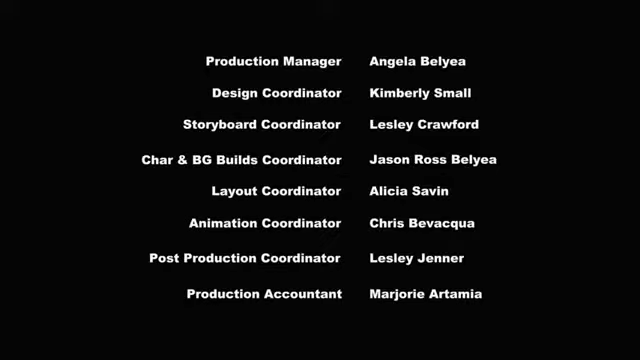 Production Manager Angela Belyea
Design Coordinator Kimberly Small
Storyboard Coordinator Lesley Crawford
Char & BG Builds Coordinator Jason Ross Belyea
Layout Coordinator Alicia Savin
Animation Coordinator Chris Bevacqua
Post Production Coordinator Lesley Jenner
Production Accountant Marjorie Artamia